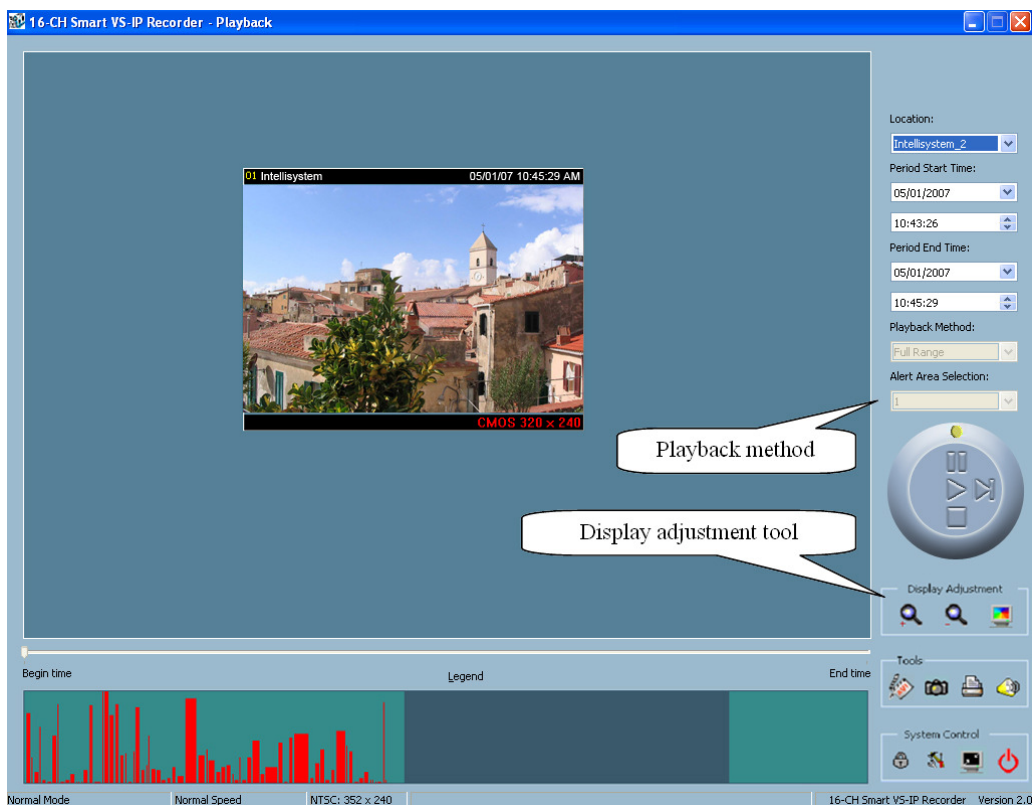 16-CH Smart VS-IP Recorder - Playback
Location:
Intellisystem_2
Period Start Time:
05/01/2007
10:43:26
Period End Time:
05/01/2007
10:45:29
Playback Method:
Full Range
Alert Area Selection:
1
01 Intellisystem 05/01/07 10:45:29 AM
CMOS 320 x 240
Playback method
Display adjustment tool
Display Adjustment
Begin time Legend End time
Tools
System Control
Normal Mode Normal Speed NTSC: 352 x 240 16-CH Smart VS-IP Recorder Version 2.0